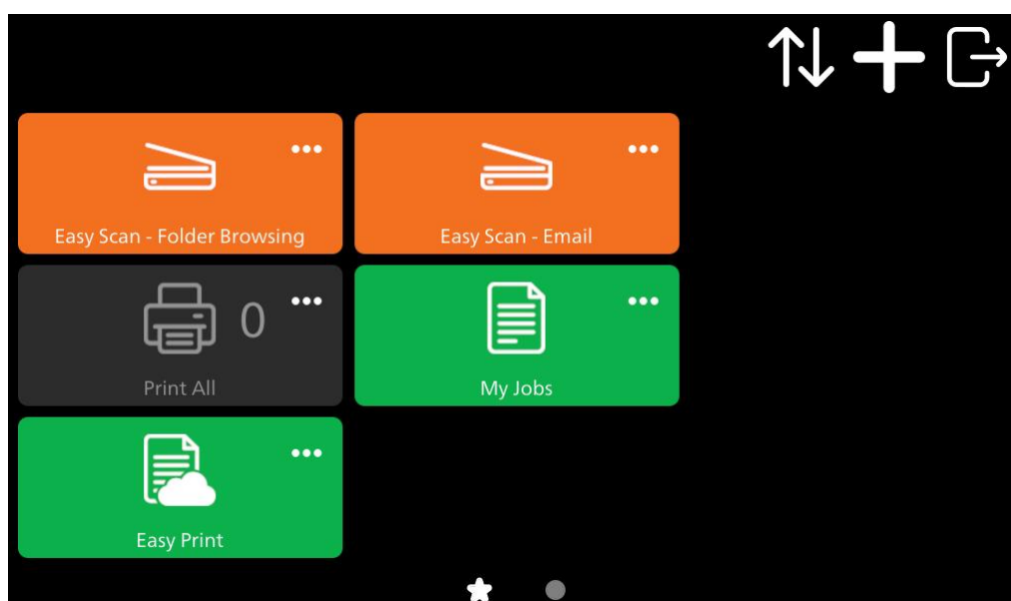 Easy Scan - Folder Browsing
Easy Scan - Email
0
Print All
My Jobs
Easy Print